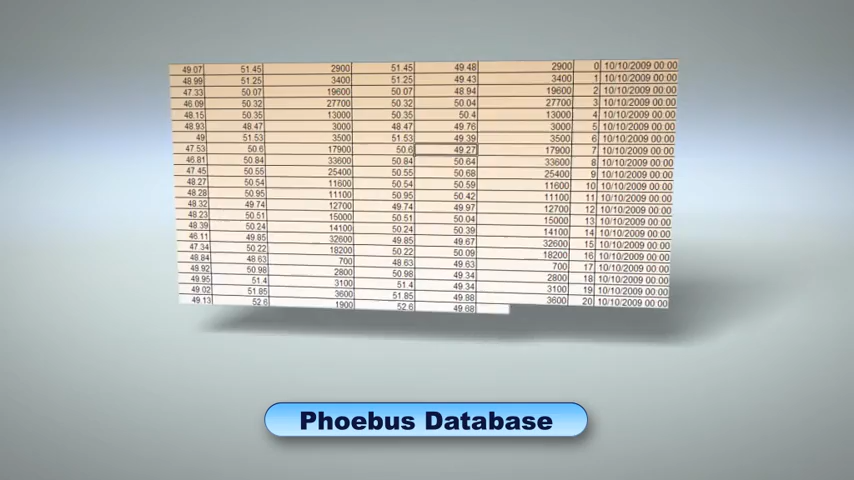 49.07 51.45 2900 51.45 49.48 2900 0 10/10/2009 00:00
48.99 51.25 3400 51.25 49.43 3400 1 10/10/2009 00:00
47.33 50.07 19600 50.07 48.94 19600 2 10/10/2009 00:00
46.09 50.32 27700 50.32 50.04 27700 3 10/10/2009 00:00
48.15 50.35 13000 50.35 50.4 13000 4 10/10/2009 00:00
48.93 48.47 3000 48.47 49.76 3000 5 10/10/2009 00:00
49 51.53 3500 51.53 49.39 3500 6 10/10/2009 00:00
47.53 50.6 17900 50.6 49.27 17900 7 10/10/2009 00:00
46.81 50.84 33600 50.84 50.64 33600 8 10/10/2009 00:00
47.45 50.55 25400 50.55 50.68 25400 9 10/10/2009 00:00
48.27 50.54 11600 50.54 50.59 11600 10 10/10/2009 00:00
48.28 50.95 11100 50.95 50.42 11100 11 10/10/2009 00:00
48.32 49.74 12700 49.74 49.97 12700 12 10/10/2009 00:00
48.23 50.51 15000 50.51 50.04 15000 13 10/10/2009 00:00
48.39 50.24 14100 50.24 50.39 14100 14 10/10/2009 00:00
46.11 49.85 32600 49.85 49.67 32600 15 10/10/2009 00:00
47.34 50.22 18200 50.22 50.09 18200 16 10/10/2009 00:00
48.84 48.63 700 48.63 49.63 700 17 10/10/2009 00:00
49.92 50.98 2800 50.98 49.34 2800 18 10/10/2009 00:00
49.95 51.4 3100 51.4 49.34 3100 19 10/10/2009 00:00
49.02 51.85 3600 51.85 49.88 3600 20 10/10/2009 00:00
49.13 52.6 1900 52.6 49.68
Phoebus Database